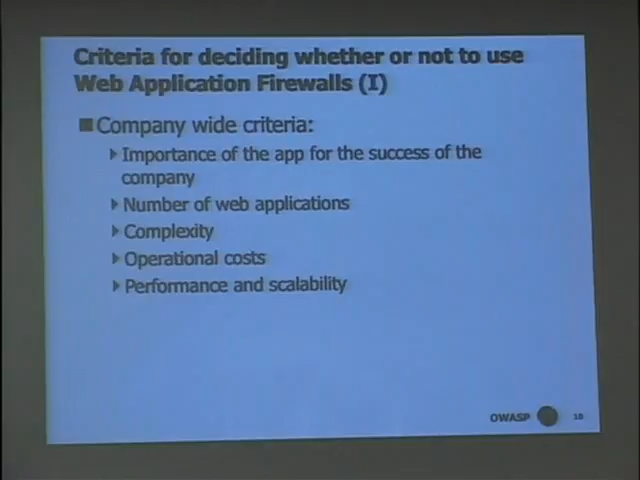 Criteria for deciding whether or not to use
Web Application Firewalls (I)
Company wide criteria:
Importance of the app for the success of the
company
Number of web applications
Complexity
Operational costs
Performance and scalability
OWASP
10